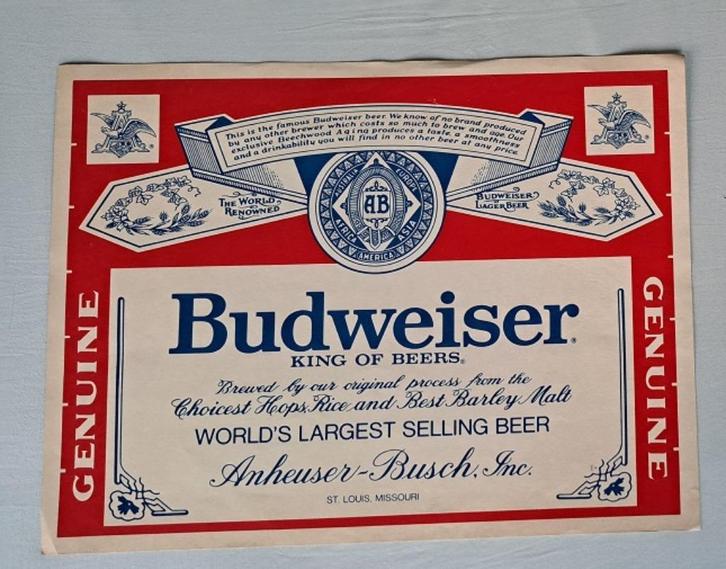 This is the famous Budweiser beer. We know of no brand produced
by any other brewer which costs so much to brew and age. Our
exclusive Beechwood Aging produces a taste, a smoothness
and a drinkability you will find in no other beer at any price.
THE WORLD
RENOWNED
BUDWEISER
LAGER BEER
AUSTRALIA EUROPE
AB
AFRICA ASIA
AMERICA
GENUINE
Budweiser®
KING OF BEERS®
Brewed by our original process from the
Choicest Hops, Rice and Best Barley Malt
WORLD'S LARGEST SELLING BEER
Anheuser-Busch, Inc.
ST. LOUIS, MISSOURI
GENUINE